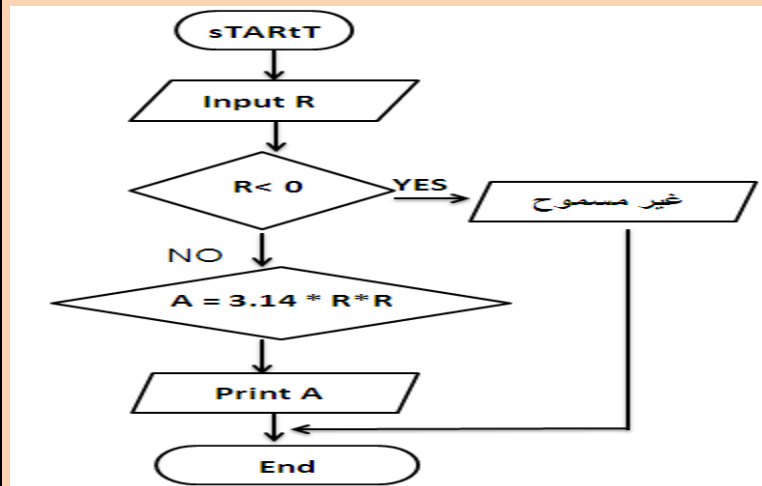 sTARtT
Input R
R< 0
YES
غير مسموح
NO
A = 3.14 * R*R
Print A
End